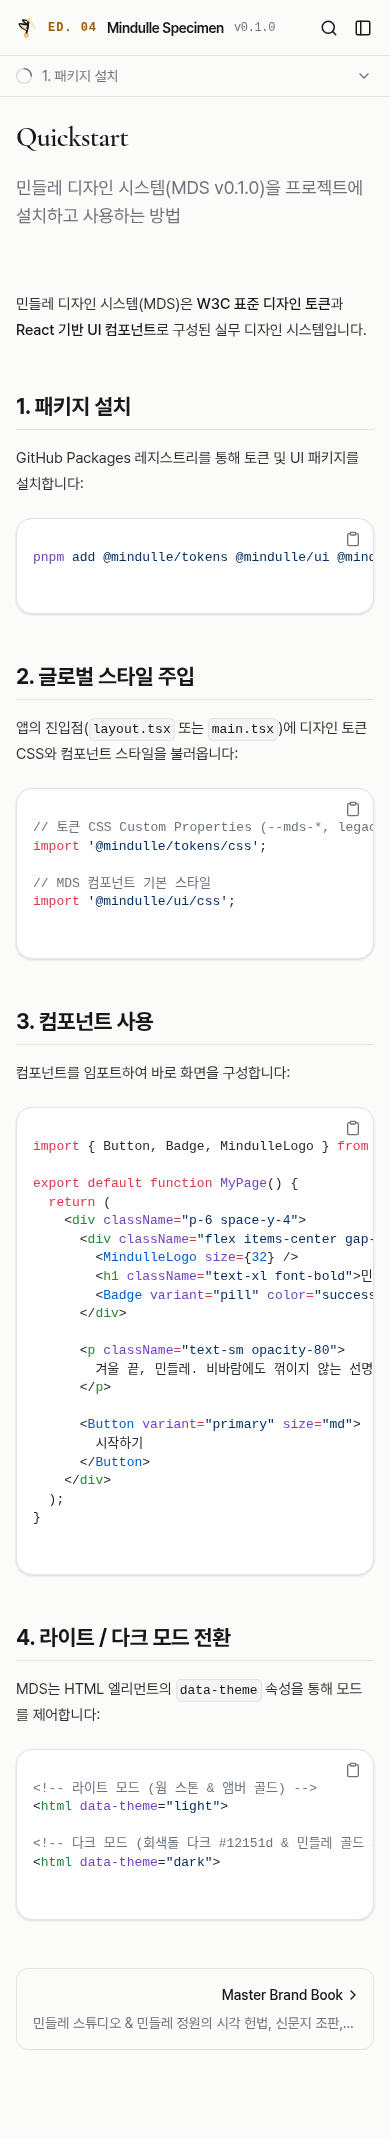 ED. 04 Mindulle Specimen v0.1.0
1. 패키지 설치
Quickstart
민들레 디자인 시스템(MDS v0.1.0)을 프로젝트에
설치하고 사용하는 방법
민들레 디자인 시스템(MDS)은 W3C 표준 디자인 토큰과
React 기반 UI 컴포넌트로 구성된 실무 디자인 시스템입니다.
1. 패키지 설치
GitHub Packages 레지스트리를 통해 토큰 및 UI 패키지를
설치합니다:
pnpm add @mindulle/tokens @mindulle/ui @mind
2. 글로벌 스타일 주입
앱의 진입점(layout.tsx 또는 main.tsx)에 디자인 토큰
CSS와 컴포넌트 스타일을 불러옵니다:
// 토큰 CSS Custom Properties (--mds-*, legac
import '@mindulle/tokens/css';
// MDS 컴포넌트 기본 스타일
import '@mindulle/ui/css';
3. 컴포넌트 사용
컴포넌트를 임포트하여 바로 화면을 구성합니다:
import { Button, Badge, MindulleLogo } from
export default function MyPage() {
return (
<div className="p-6 space-y-4">
<div className="flex items-center gap-
<MindulleLogo size={32} />
<h1 className="text-xl font-bold">민
<Badge variant="pill" color="success
</div>
<p className="text-sm opacity-80">
겨울 끝, 민들레. 비바람에도 꺾이지 않는 선명
</p>
<Button variant="primary" size="md">
시작하기
</Button>
</div>
);
}
4. 라이트 / 다크 모드 전환
MDS는 HTML 엘리먼트의 data-theme 속성을 통해 모드
를 제어합니다:
<!-- 라이트 모드 (웜 스톤 & 앰버 골드) -->
<html data-theme="light">
<!-- 다크 모드 (회색돌 다크 #12151d & 민들레 골드
<html data-theme="dark">
Master Brand Book
민들레 스튜디오 & 민들레 정원의 시각 헌법, 신문지 조판,...